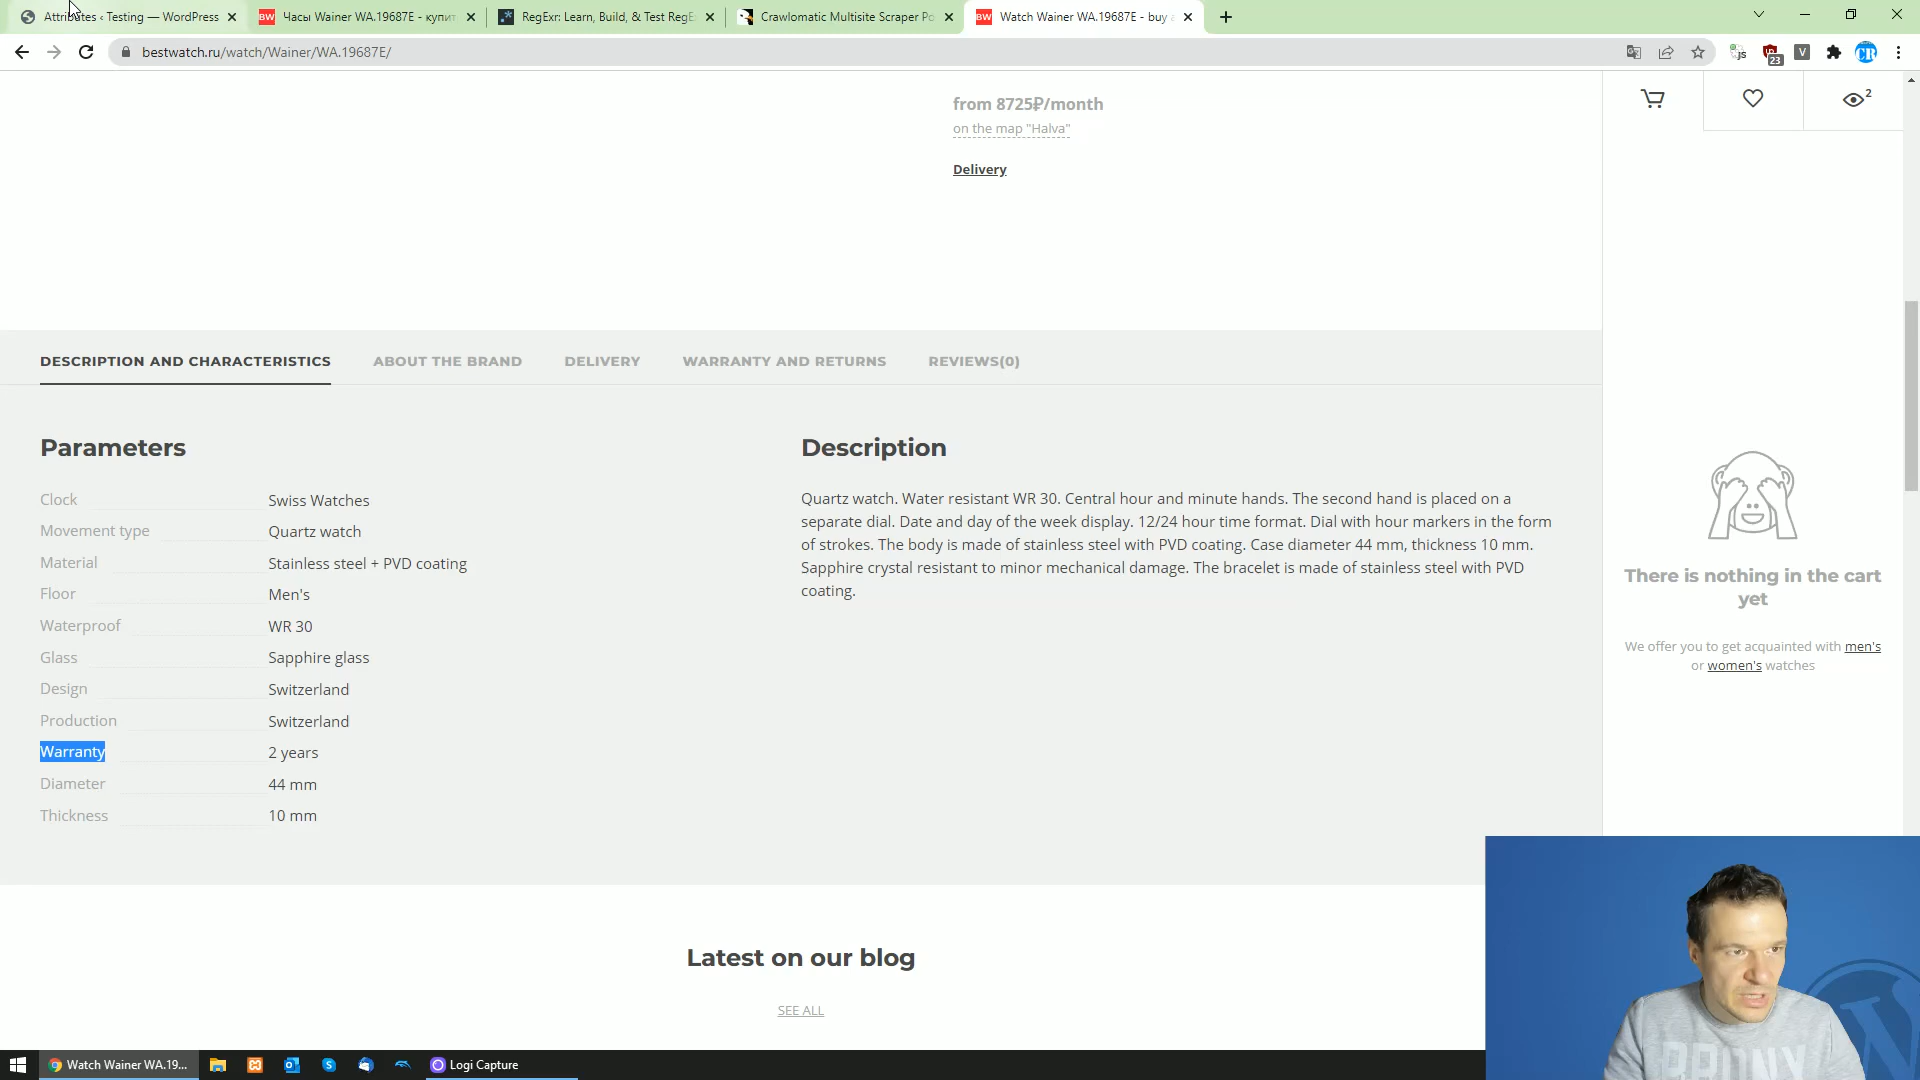 Attributes ‹ Testing — WordPress
BW Часы Wainer WA.19687E - купит
RegExr: Learn, Build, & Test RegE
Crawlomatic Multisite Scraper Po
BW Watch Wainer WA.19687E - buy a
bestwatch.ru/watch/Wainer/WA.19687E/
JS
23
V
CR
from 8725₽/month
on the map "Halva"
Delivery
2
DESCRIPTION AND CHARACTERISTICS
ABOUT THE BRAND
DELIVERY
WARRANTY AND RETURNS
REVIEWS(0)
Parameters
Clock Swiss Watches
Movement type Quartz watch
Material Stainless steel + PVD coating
Floor Men's
Waterproof WR 30
Glass Sapphire glass
Design Switzerland
Production Switzerland
Warranty 2 years
Diameter 44 mm
Thickness 10 mm
Description
Quartz watch. Water resistant WR 30. Central hour and minute hands. The second hand is placed on a
separate dial. Date and day of the week display. 12/24 hour time format. Dial with hour markers in the form
of strokes. The body is made of stainless steel with PVD coating. Case diameter 44 mm, thickness 10 mm.
Sapphire crystal resistant to minor mechanical damage. The bracelet is made of stainless steel with PVD
coating.
There is nothing in the cart
yet
We offer you to get acquainted with men's
or women's watches
Latest on our blog
SEE ALL
Watch Wainer WA.19...
Logi Capture